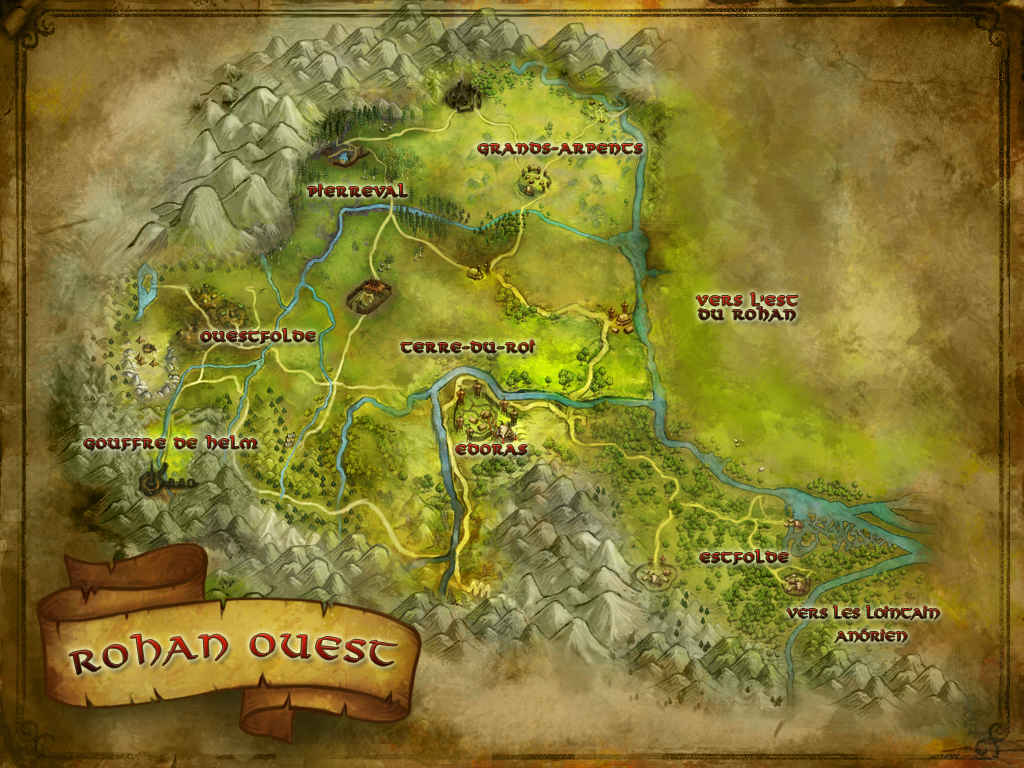 GRANDS-ARPENTS
PIERREVAL
VERS L'EST
DU ROHAN
OUESTFOLDE
TERRE-DU-ROI
GOUFFRE DE HELM
EDORAS
ESTFOLDE
VERS LES LOINTAIN
ANÓRIEN
ROHAN OUEST